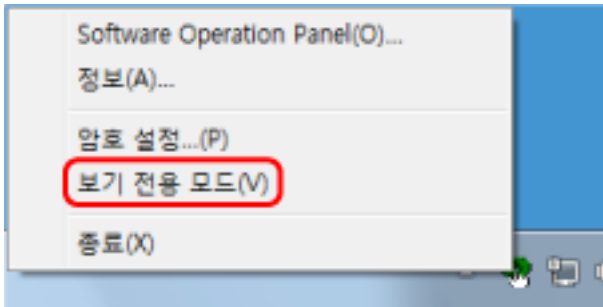 Software Operation Panel(O)...
정보(A)...
암호 설정...(P)
보기 전용 모드(V)
종료(X)